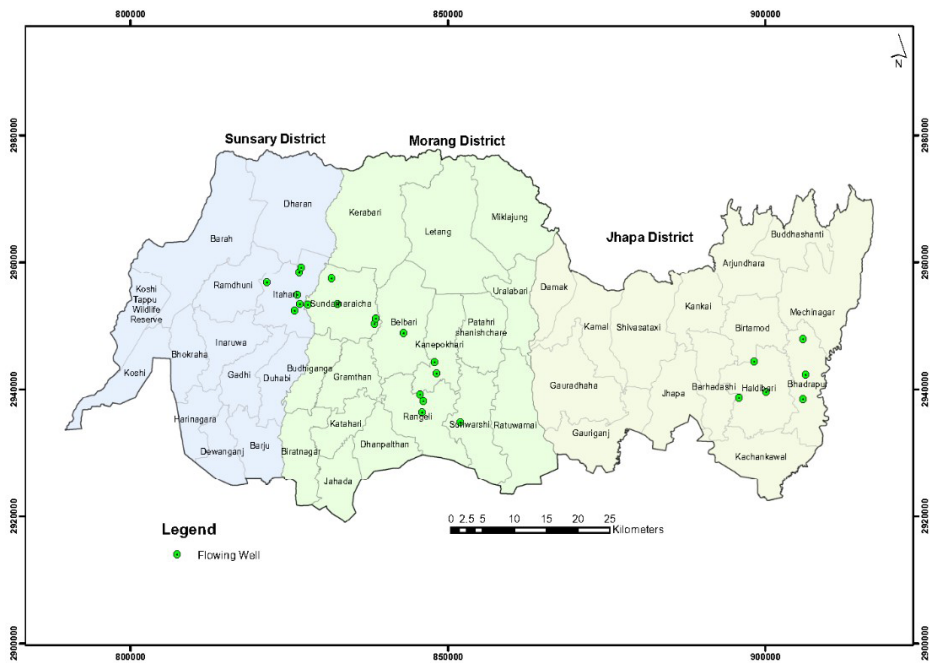 800000
850000
900000
N
2980000
2980000
Sunsary District
Morang District
Dharan
Kerabari
Miklajung
Letang
Jhapa District
Buddhashanti
Barah
Arjundhara
2960000
2960000
Koshi
Tappu
Wildlife
Reserve
Ramdhuni
Itahari
Sundarharaicha
Uralabari
Damak
Kankai
Mechinagar
Belbari
Patahri
shanishchare
Kamal
Shivasataxi
Birtamod
Inaruwa
Kanepokhari
Bhokraha
Koshi
Gadhi
Duhabi
Budhiganga
Gramthan
Gauradhaha
Jhapa
Barhadashi
Haldibari
Bhadrapur
2940000
2940000
Harinagara
Katahari
Rangeli
Sunwarshi
Ratuwamai
Gauriganj
Dewanganj
Barju
Biratnagar
Dhanpalthan
Kachankawal
Jahada
2920000
2920000
0 2.5 5 10 15 20 25
Kilometers
Legend
Flowing Well
2900000
2900000
800000
850000
900000